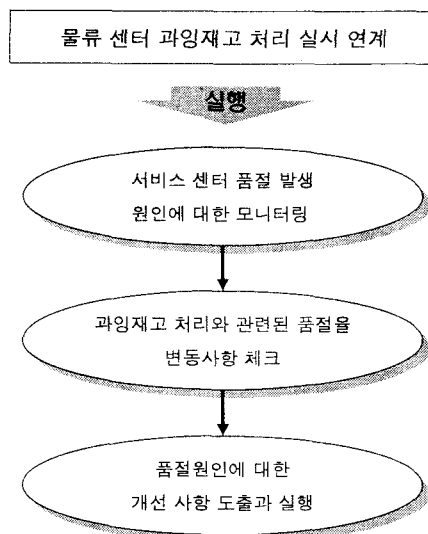 물류 센터 과잉재고 처리 실시 연계
실행
서비스 센터 품절 발생
원인에 대한 모니터링
과잉재고 처리와 관련된 품절율
변동사항 체크
품절원인에 대한
개선 사항 도출과 실행